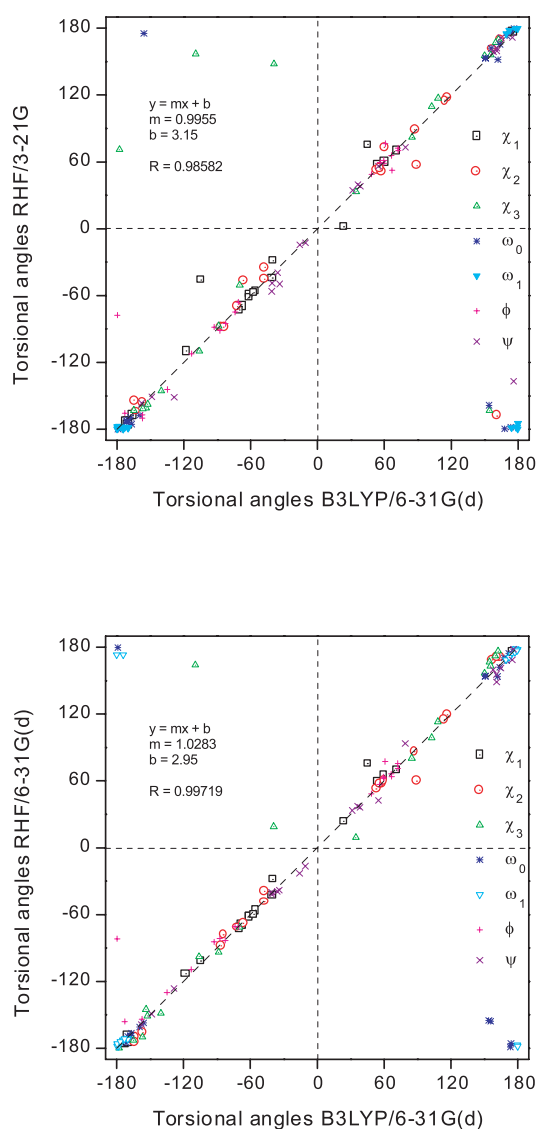 180
120
60
0
-60
-120
-180
Torsional angles RHF/3-21G
y = mx + b
m = 0.9955
b = 3.15
R = 0.98582
χ1
χ2
χ3
ω0
ω1
ϕ
ψ
-180 -120 -60 0 60 120 180
Torsional angles B3LYP/6-31G(d)
180
120
60
0
-60
-120
-180
Torsional angles RHF/6-31G(d)
y = mx + b
m = 1.0283
b = 2.95
R = 0.99719
χ1
χ2
χ3
ω0
ω1
ϕ
ψ
-180 -120 -60 0 60 120 180
Torsional angles B3LYP/6-31G(d)